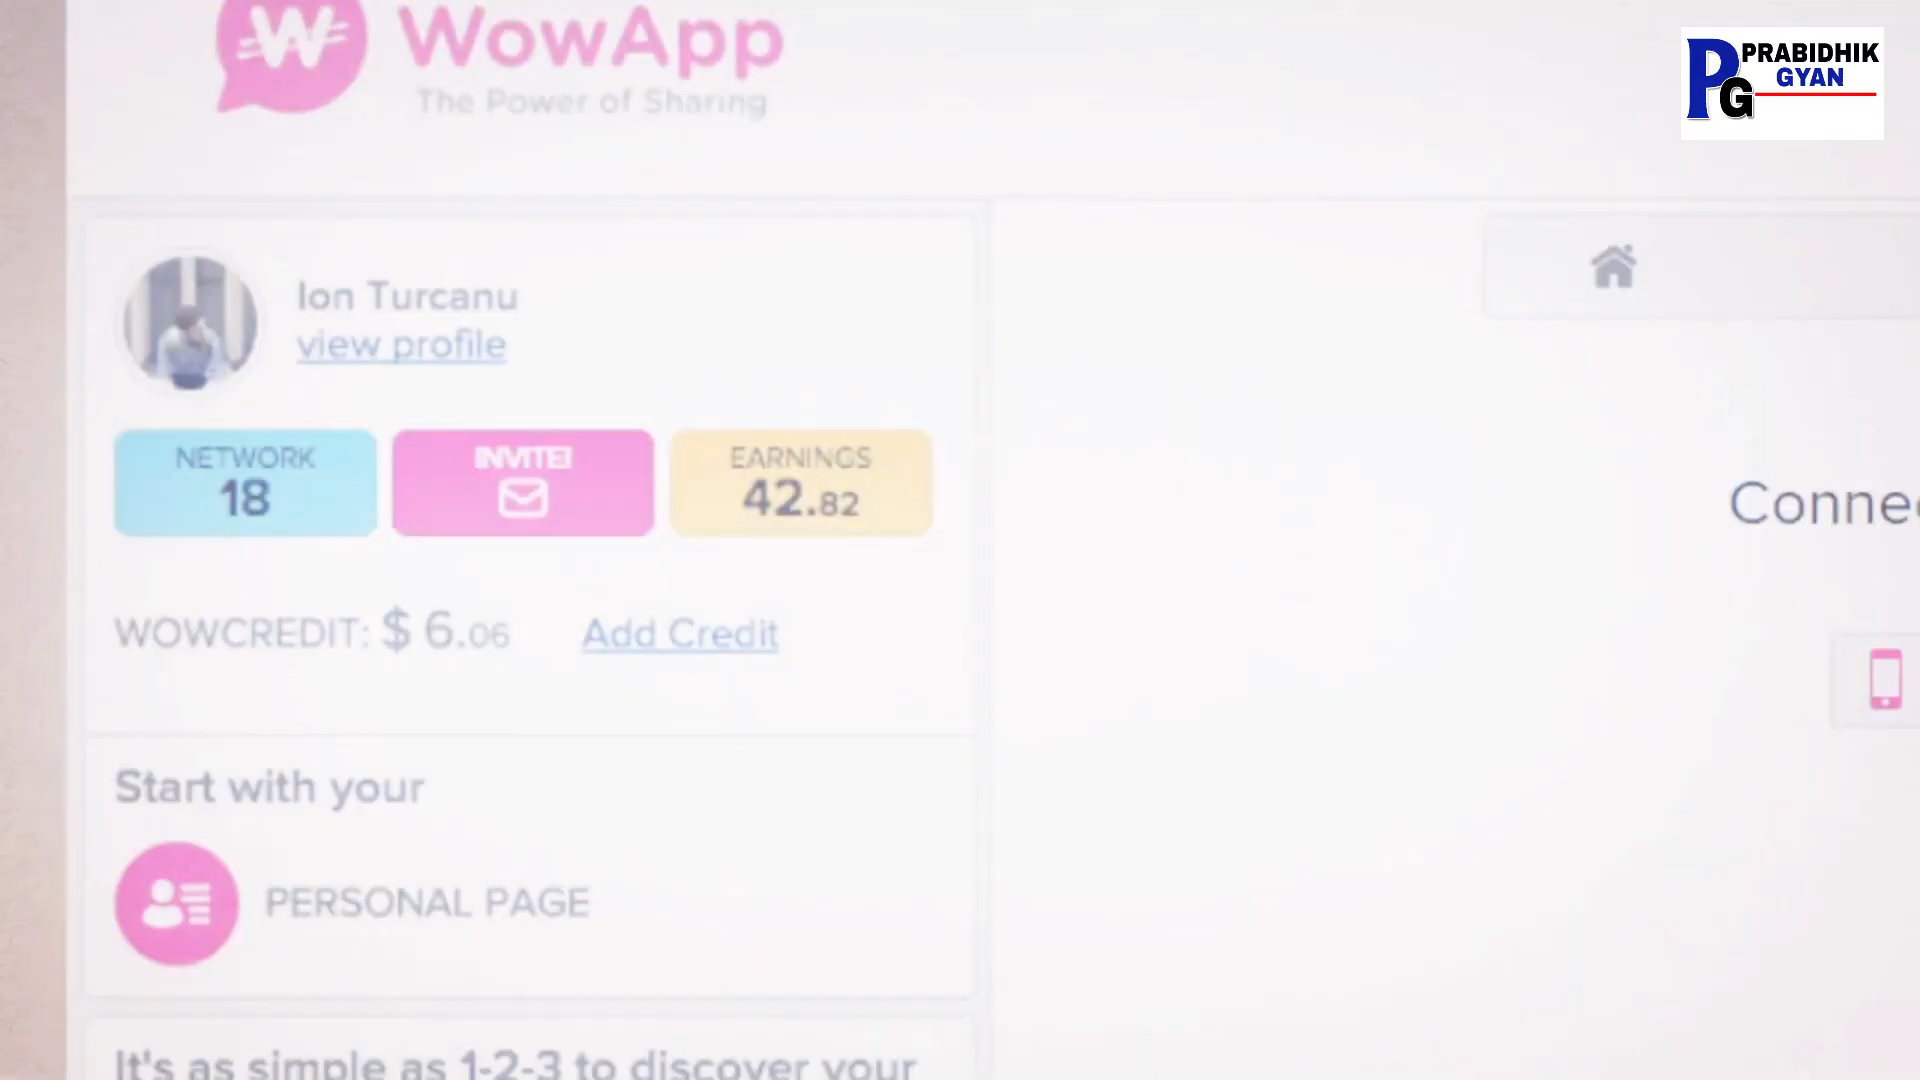 WowApp
The Power of Sharing
PRABIDHIK
GYAN
PG
Ion Turcanu
view profile
NETWORK
18
INVITE!
EARNINGS
42.82
Conne
WOWCREDIT: $ 6.06
Add Credit
Start with your
PERSONAL PAGE
It's as simple as 1-2-3 to discover your